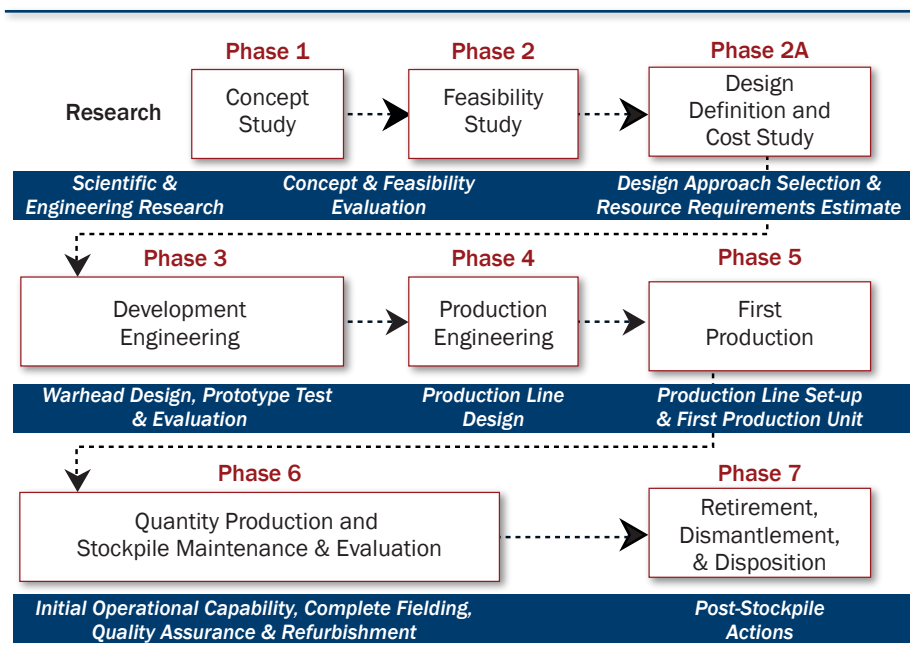 Phase 1
Phase 2
Phase 2A
Research
Concept
Study
Feasibility
Study
Design
Definition and
Cost Study
Scientific &
Engineering Research
Concept & Feasibility
Evaluation
Design Approach Selection &
Resource Requirements Estimate
Phase 3
Phase 4
Phase 5
Development
Engineering
Production
Engineering
First
Production
Warhead Design, Prototype Test
& Evaluation
Production Line
Design
Production Line Set-up
& First Production Unit
Phase 6
Phase 7
Quantity Production and
Stockpile Maintenance & Evaluation
Retirement,
Dismantlement,
& Disposition
Initial Operational Capability, Complete Fielding,
Quality Assurance & Refurbishment
Post-Stockpile
Actions